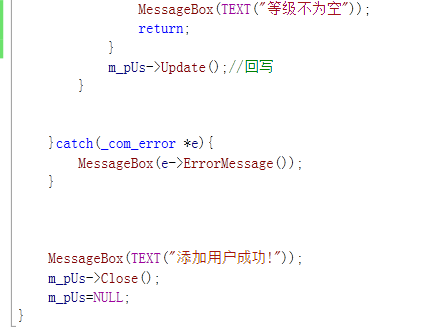 MessageBox(TEXT("等级不为空"));
return;
}
m_pUs->Update();//回写
}
}catch(_com_error *e){
MessageBox(e->ErrorMessage());
}
MessageBox(TEXT("添加用户成功!"));
m_pUs->Close();
m_pUs=NULL;
}